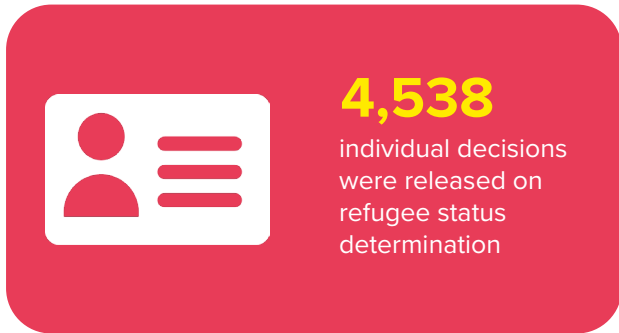 4,538
individual decisions
were released on
refugee status
determination